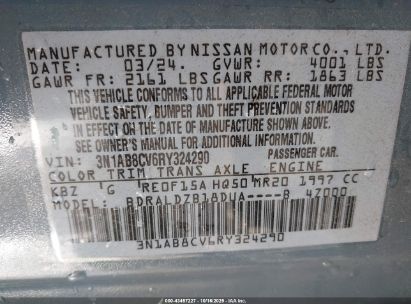 MANUFACTURED BY NISSAN MOTOR CO., LTD.
DATE: 03/24. GVWR: 4001 LBS
GAWR FR: 2161 LBS GAWR RR: 1863 LBS
THIS VEHICLE CONFORMS TO ALL APPLICABLE FEDERAL MOTOR
VEHICLE SAFETY, BUMPER AND THEFT PREVENTION
STANDARDS IN EFFECT ON THE DATE OF MANUFACTURE SHOWN ABOVE.
SEE OWNER'S MANUAL FOR ADDITIONAL INFORMATION.
VIN: 3N1AB8CV6RY324290 PASSENGER CAR.
COLOR TRIM TRANS AXLE ENGINE
KBZ G RE0F15A HQ50 MR20 1997 CC
MODEL: BDRALDZB18DUA----B 47000
3N1AB8CV6RY324290